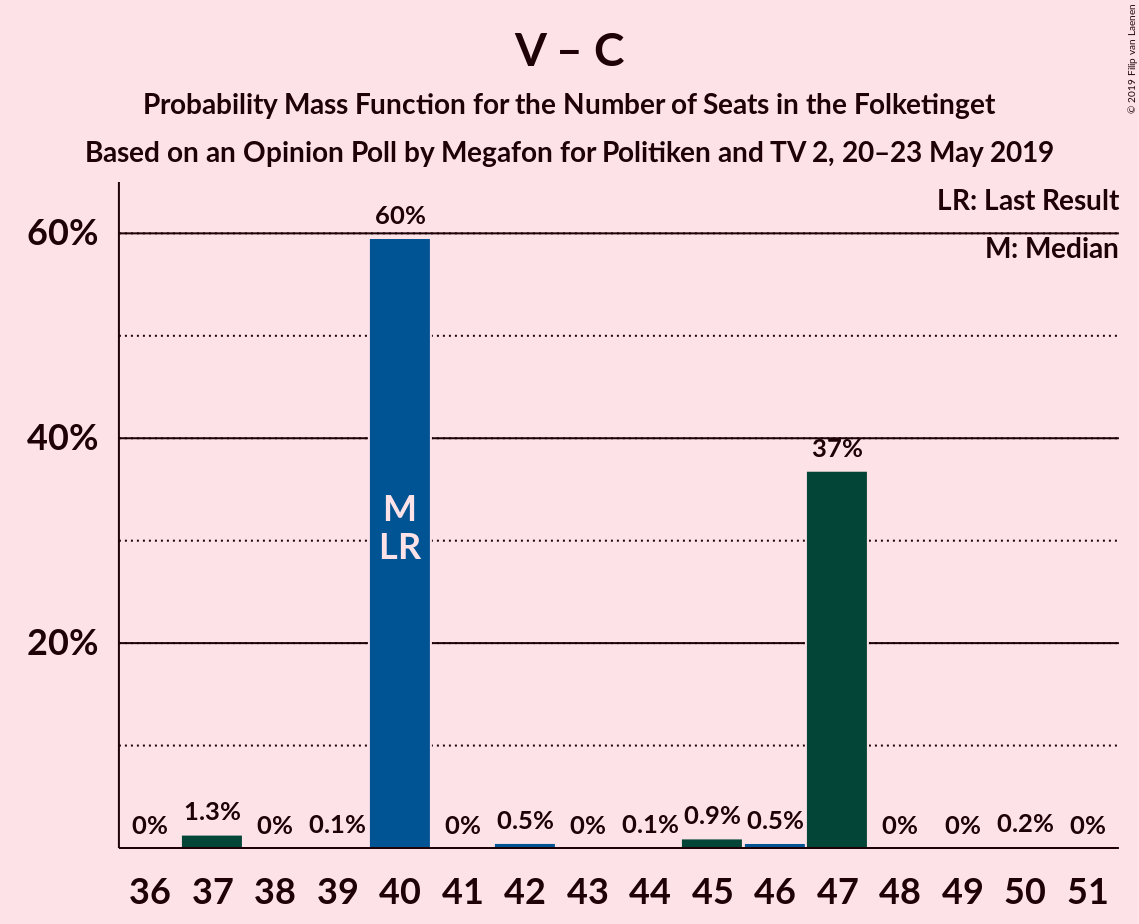 V – C
Probability Mass Function for the Number of Seats in the Folketinget
Based on an Opinion Poll by Megafon for Politiken and TV 2, 20–23 May 2019
© 2019 Filip van Laenen
LR: Last Result
M: Median
60%
40%
20%
0%
1.3%
0%
0.1%
60%
0%
0.5%
0%
0.1%
0.9%
0.5%
37%
0%
0%
0.2%
0%
M
LR
36 37 38 39 40 41 42 43 44 45 46 47 48 49 50 51